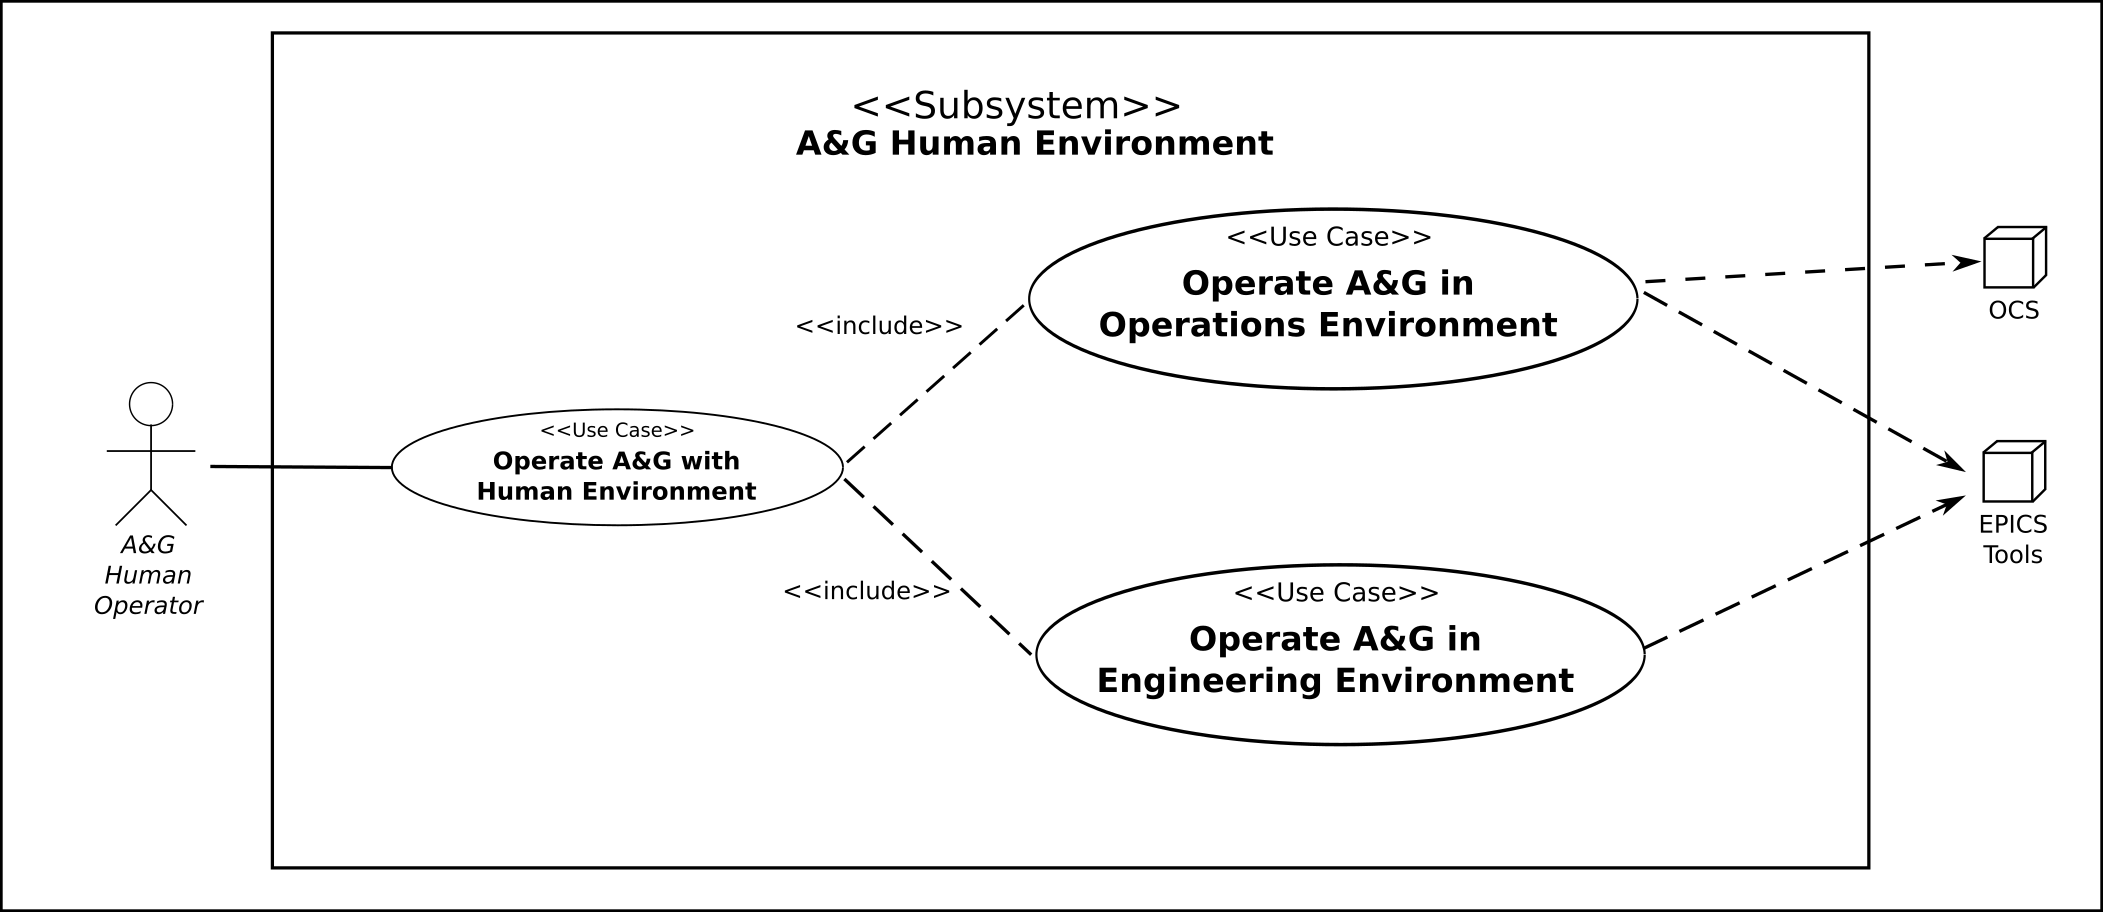 <<Subsystem>>
A&G Human Environment
<<Use Case>>
Operate A&G in
Operations Environment
<<include>>
OCS
<<Use Case>>
Operate A&G with
Human Environment
A&G
Human
Operator
EPICS
Tools
<<include>>
<<Use Case>>
Operate A&G in
Engineering Environment